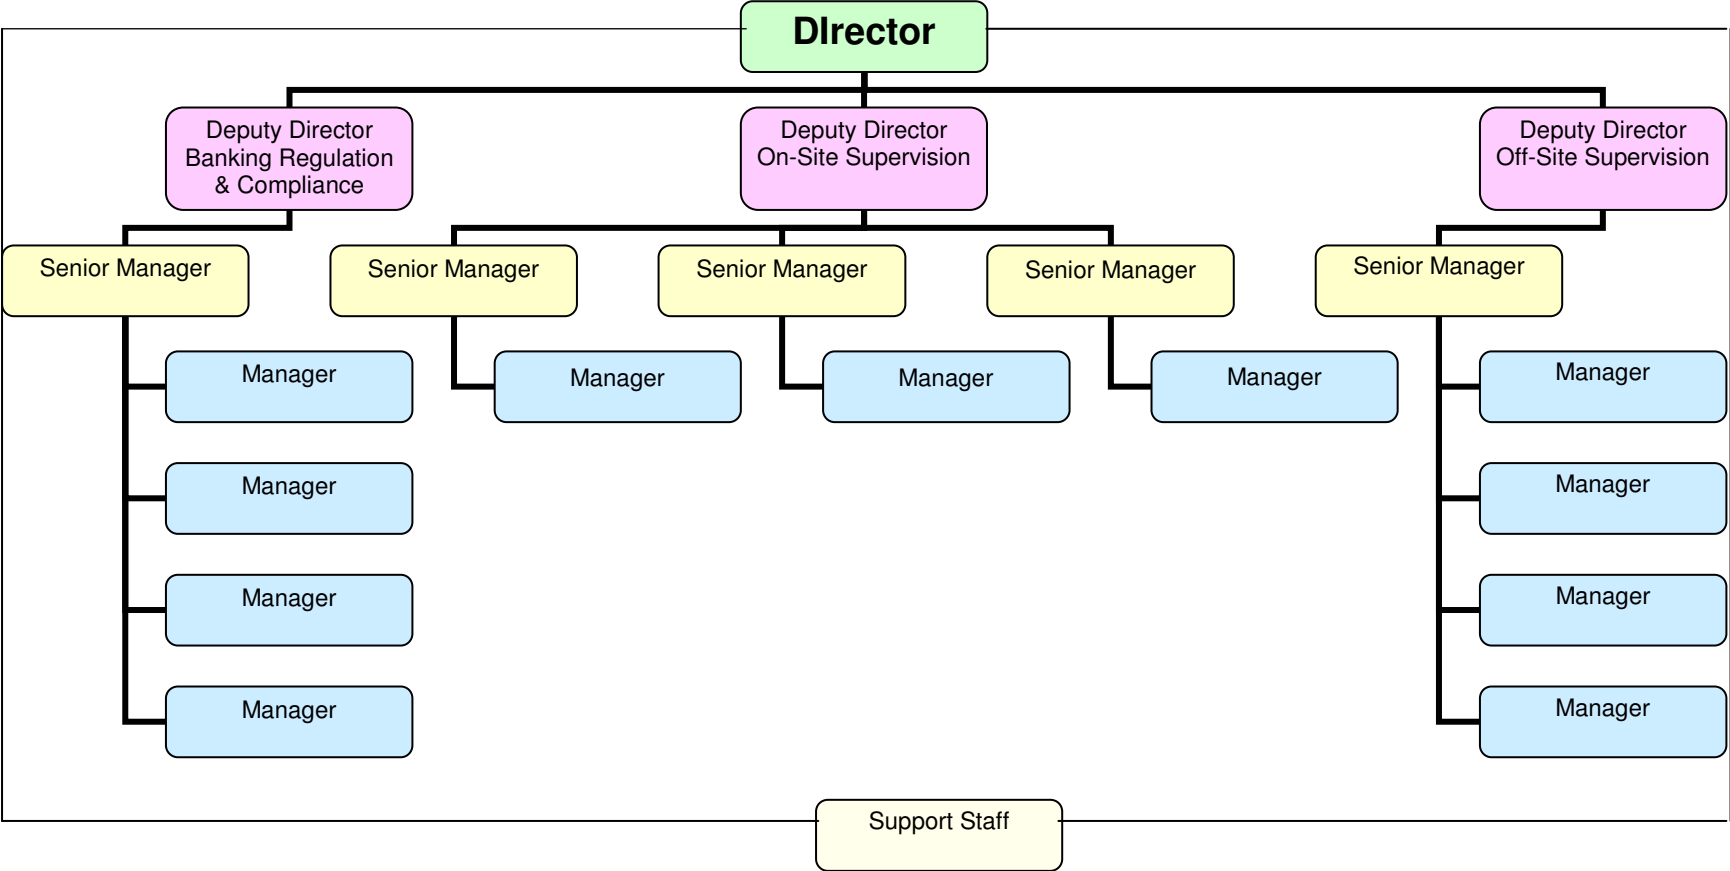 DIrector
Deputy Director
Banking Regulation
& Compliance
Deputy Director
On-Site Supervision
Deputy Director
Off-Site Supervision
Senior Manager
Senior Manager
Senior Manager
Senior Manager
Senior Manager
Manager
Manager
Manager
Manager
Manager
Manager
Manager
Manager
Manager
Manager
Manager
Support Staff